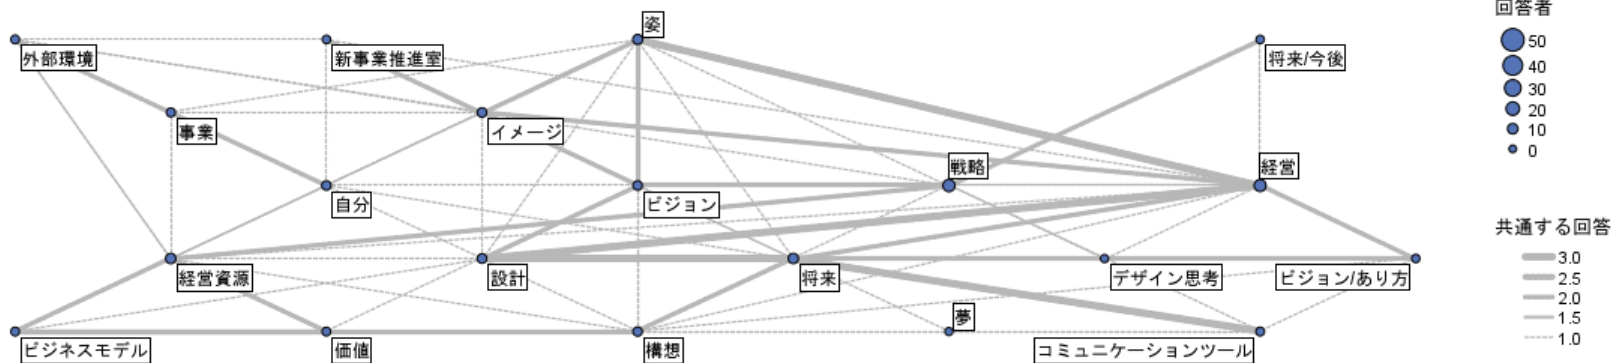 姿
外部環境
新事業推進室
将来/今後
事業
イメージ
戦略
経営
自分
ビジョン
経営資源
設計
将来
デザイン思考
ビジョン/あり方
夢
ビジネスモデル
価値
構想
コミュニケーションツール
回答者
50
40
30
20
10
0
共通する回答
3.0
2.5
2.0
1.5
1.0